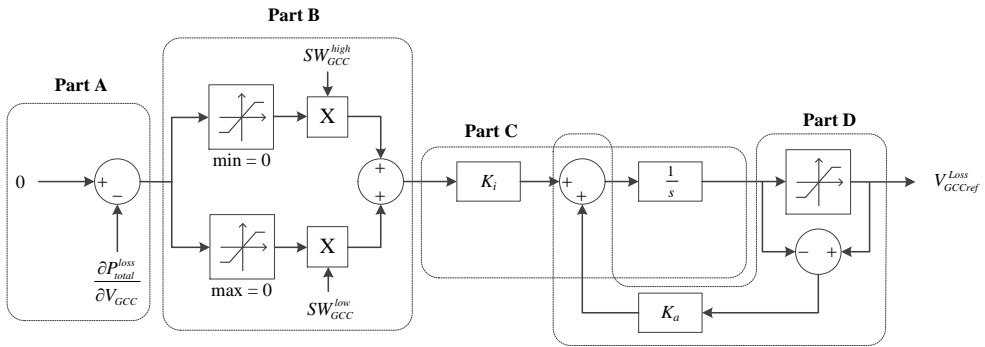 Part B
Part A
SW_{GCC}^{high}
X
min = 0
Part C
Part D
0
+
−
+
+
K_i
+
+
1/s
V_{GCCref}^{Loss}
∂P_{total}^{loss}
∂V_{GCC}
X
max = 0
SW_{GCC}^{low}
− +
K_a